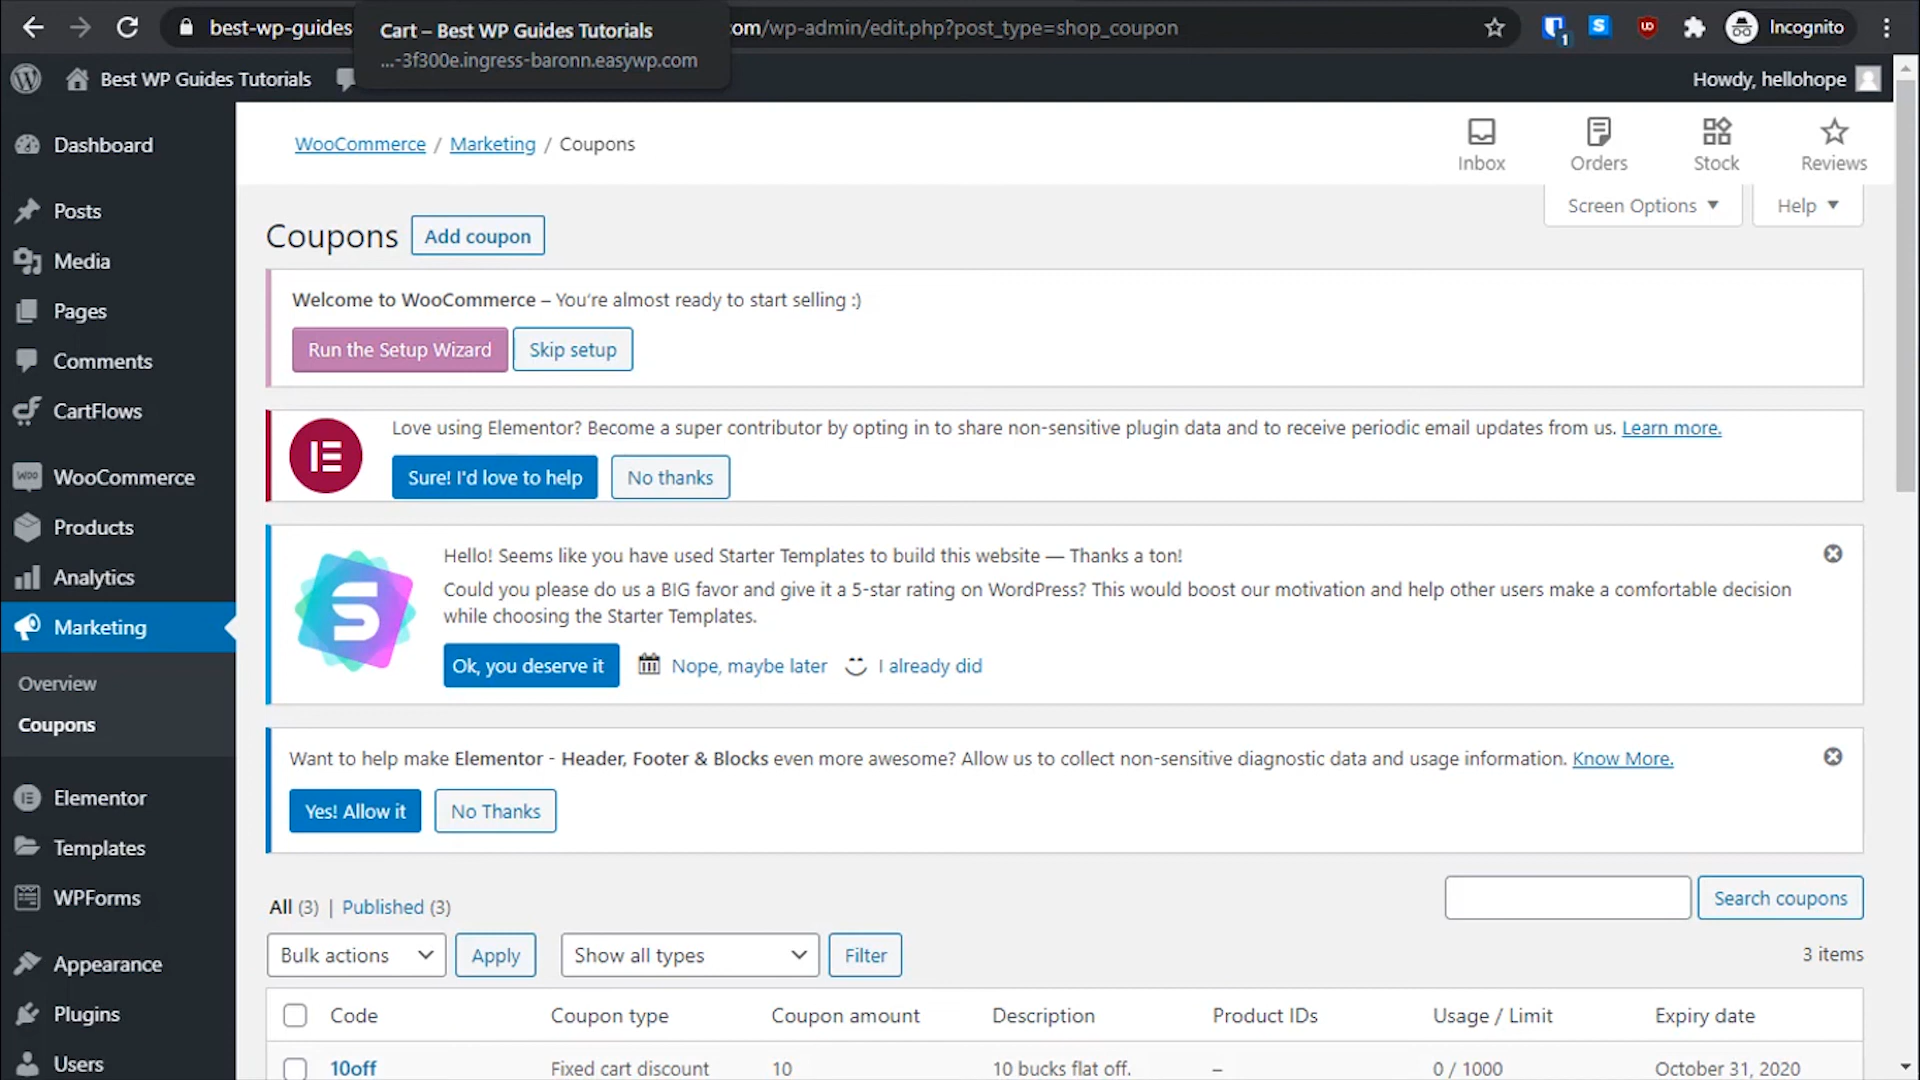 best-wp-guides
Cart – Best WP Guides Tutorials
...-3f300e.ingress-baronn.easywp.com
com/wp-admin/edit.php?post_type=shop_coupon
1
S
Incognito
Best WP Guides Tutorials
Howdy, hellohope
Dashboard
Posts
Media
Pages
Comments
CartFlows
WooCommerce
Products
Analytics
Marketing
Overview
Coupons
Elementor
Templates
WPForms
Appearance
Plugins
Users
WooCommerce / Marketing / Coupons
Inbox
Orders
Stock
Reviews
Screen Options
Help
Coupons
Add coupon
Welcome to WooCommerce – You're almost ready to start selling :)
Run the Setup Wizard
Skip setup
Love using Elementor? Become a super contributor by opting in to share non-sensitive plugin data and to receive periodic email updates from us. Learn more.
Sure! I'd love to help
No thanks
Hello! Seems like you have used Starter Templates to build this website — Thanks a ton!
Could you please do us a BIG favor and give it a 5-star rating on WordPress? This would boost our motivation and help other users make a comfortable decision
while choosing the Starter Templates.
Ok, you deserve it
Nope, maybe later
I already did
Want to help make Elementor - Header, Footer & Blocks even more awesome? Allow us to collect non-sensitive diagnostic data and usage information. Know More.
Yes! Allow it
No Thanks
All (3) | Published (3)
Search coupons
Bulk actions
Apply
Show all types
Filter
3 items
Code Coupon type Coupon amount Description Product IDs Usage / Limit Expiry date
10off Fixed cart discount 10 10 bucks flat off. – 0 / 1000 October 31, 2020